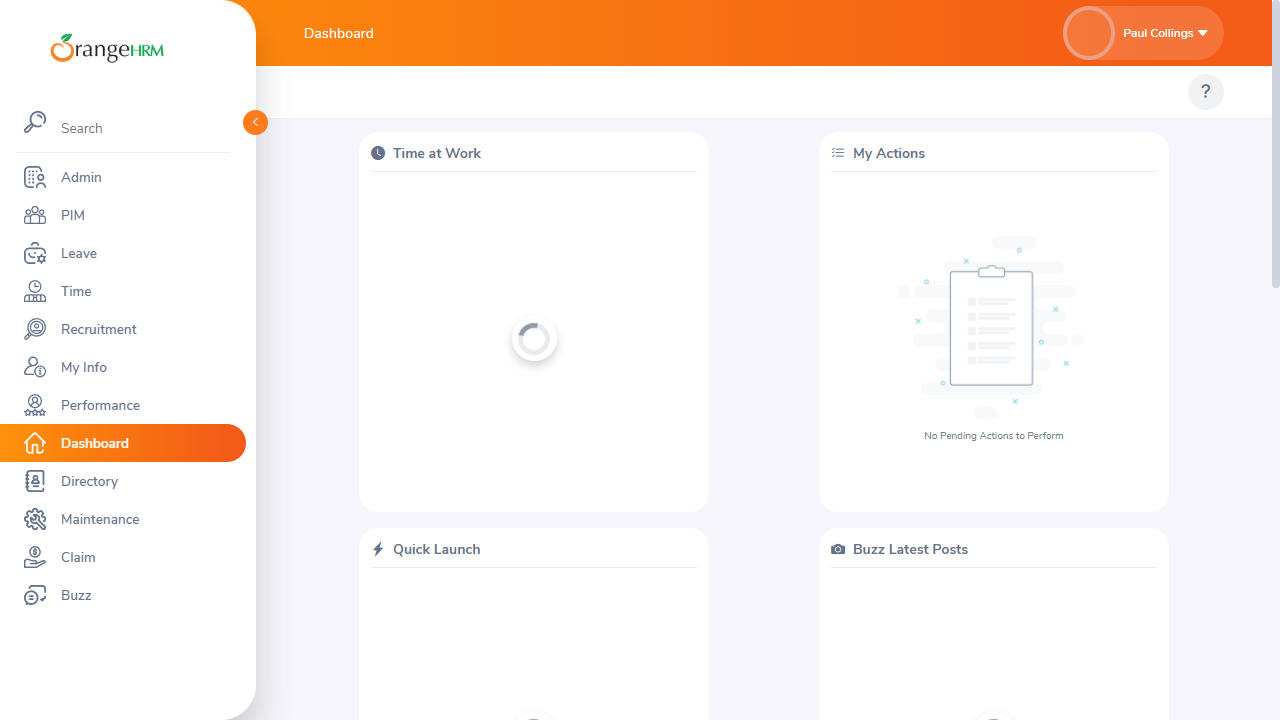 OrangeHRM
Dashboard
Paul Collings
?
Search
Admin
PIM
Leave
Time
Recruitment
My Info
Performance
Dashboard
Directory
Maintenance
Claim
Buzz
Time at Work
My Actions
No Pending Actions to Perform
Quick Launch
Buzz Latest Posts